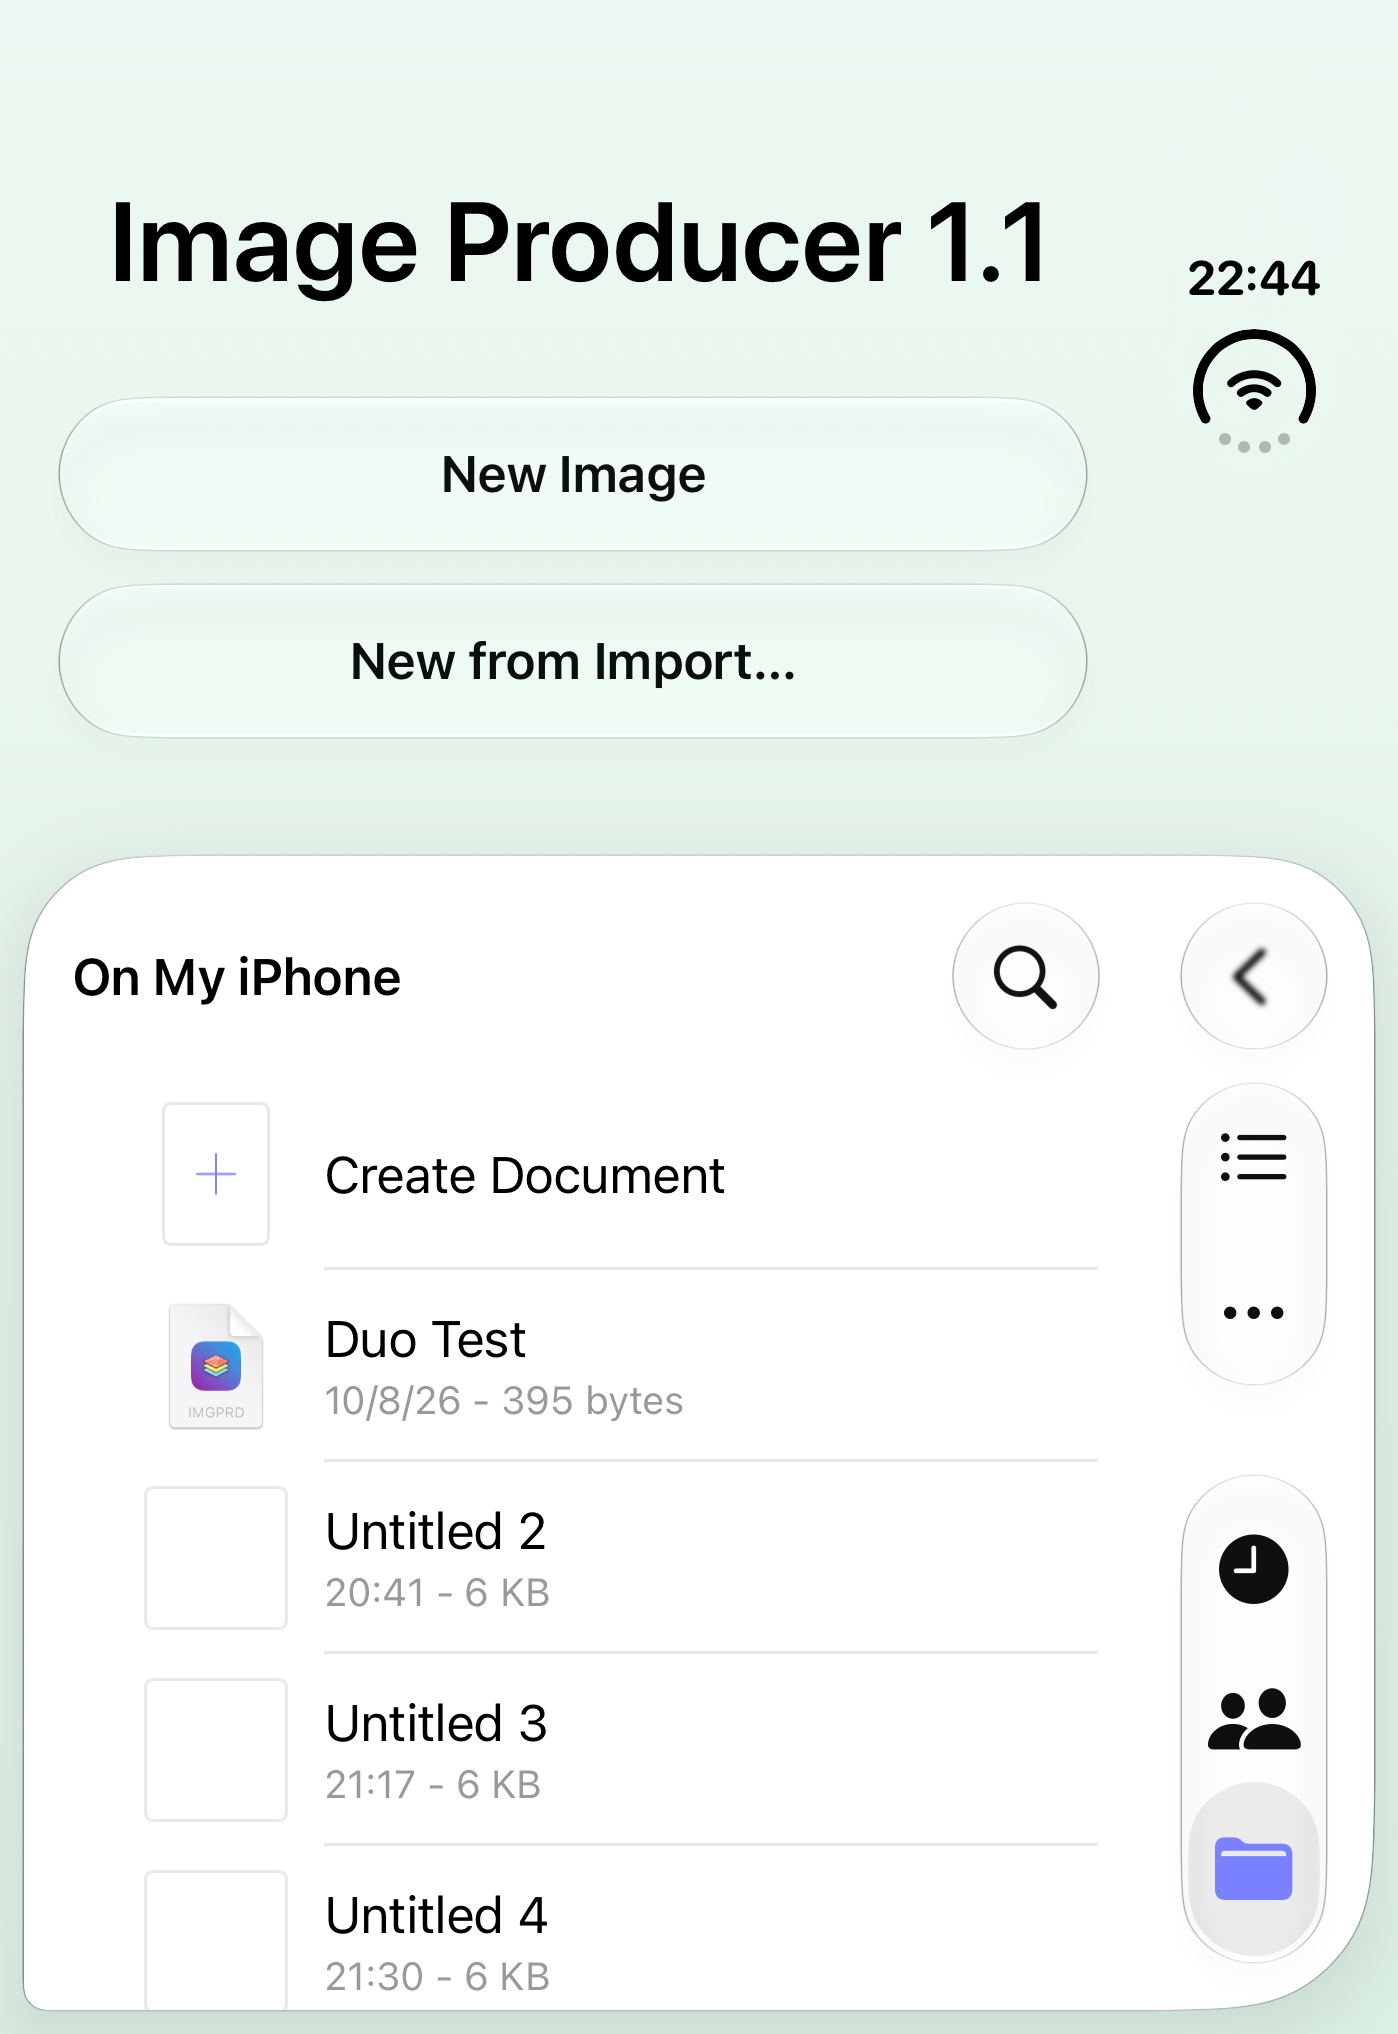 Image Producer 1.1
22:44
New Image
New from Import...
On My iPhone
Create Document
Duo Test
10/8/26 - 395 bytes
IMGPRD
Untitled 2
20:41 - 6 KB
Untitled 3
21:17 - 6 KB
Untitled 4
21:30 - 6 KB